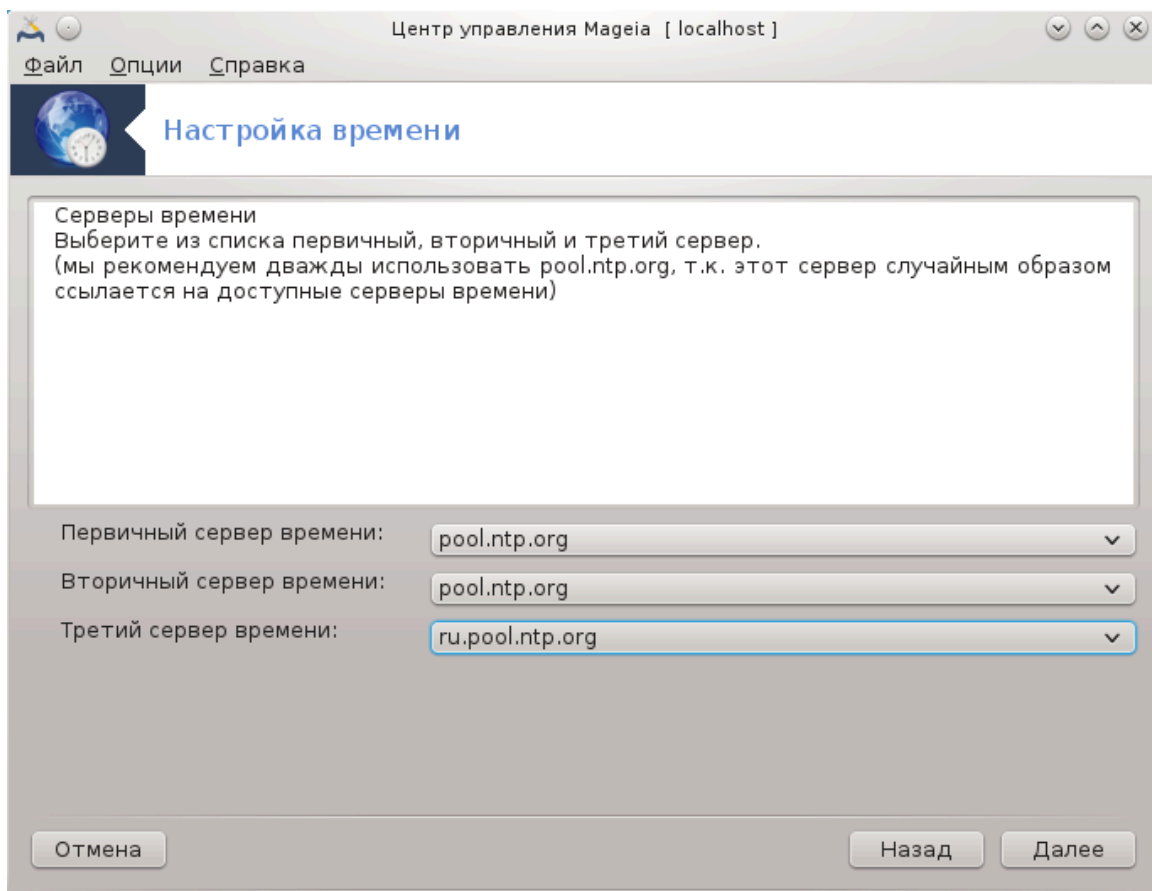 Центр управления Mageia [ localhost ]
Файл Опции Справка
Настройка времени
Серверы времени
Выберите из списка первичный, вторичный и третий сервер.
(мы рекомендуем дважды использовать pool.ntp.org, т.к. этот сервер случайным образом
ссылается на доступные серверы времени)
Первичный сервер времени: pool.ntp.org
Вторичный сервер времени: pool.ntp.org
Третий сервер времени: ru.pool.ntp.org
Отмена Назад Далее